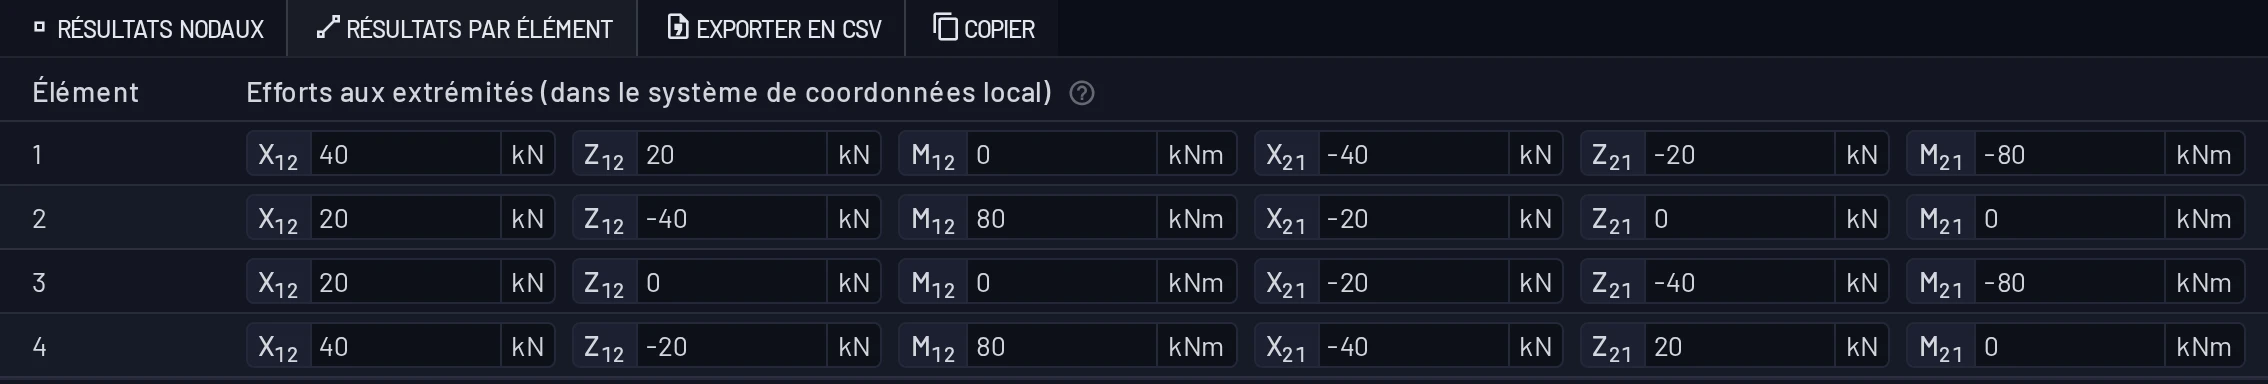 RÉSULTATS NODAUX RÉSULTATS PAR ÉLÉMENT EXPORTER EN CSV COPIER
Élément Efforts aux extrémités (dans le système de coordonnées local) ?
1 X12 40 kN Z12 20 kN M12 0 kNm X21 -40 kN Z21 -20 kN M21 -80 kNm
2 X12 20 kN Z12 -40 kN M12 80 kNm X21 -20 kN Z21 0 kN M21 0 kNm
3 X12 20 kN Z12 0 kN M12 0 kNm X21 -20 kN Z21 -40 kN M21 -80 kNm
4 X12 40 kN Z12 -20 kN M12 80 kNm X21 -40 kN Z21 20 kN M21 0 kNm